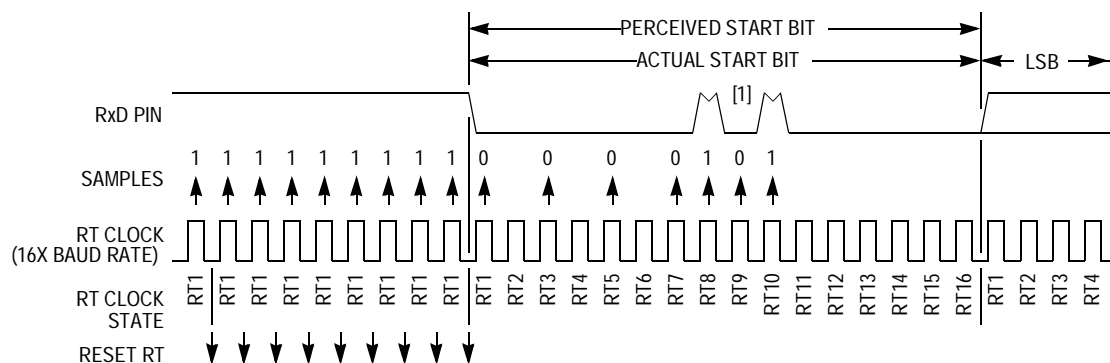 PERCEIVED START BIT
ACTUAL START BIT
LSB
RxD PIN
[1]
SAMPLES
1 1 1 1 1 1 1 1 1 0 0 0 0 1 0 1
RT CLOCK
(16X BAUD RATE)
RT1 RT1 RT1 RT1 RT1 RT1 RT1 RT1 RT1 RT1 RT2 RT3 RT4 RT5 RT6 RT7 RT8 RT9 RT10 RT11 RT12 RT13 RT14 RT15 RT16 RT1 RT2 RT3 RT4
RT CLOCK
STATE
RESET RT